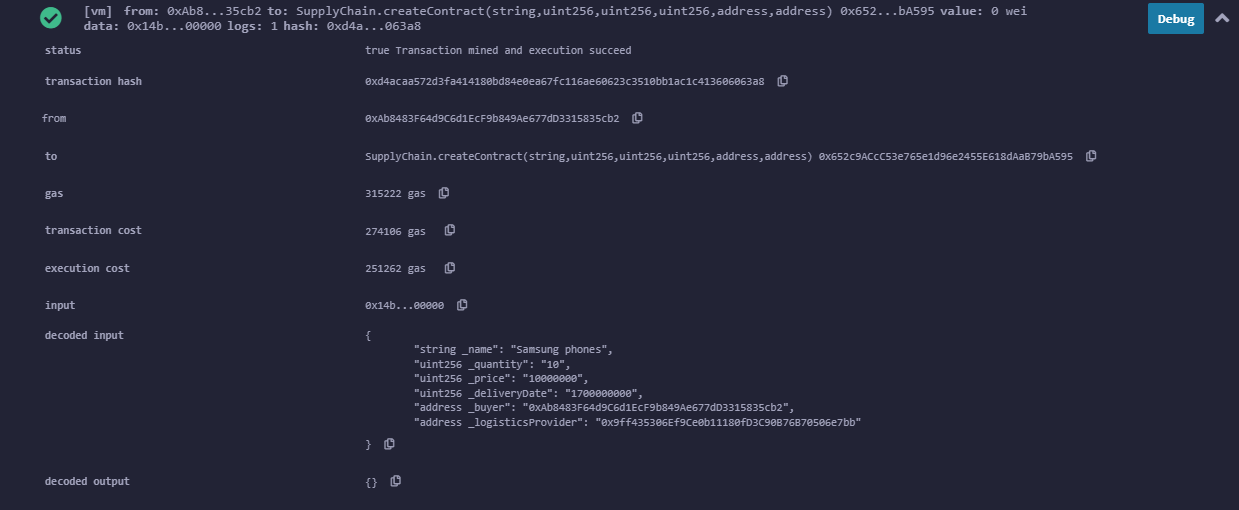 [vm] from: 0xAb8...35cb2 to: SupplyChain.createContract(string,uint256,uint256,uint256,address,address) 0x652...bA595 value: 0 wei
data: 0x14b...00000 logs: 1 hash: 0xd4a...063a8
Debug
status true Transaction mined and execution succeed
transaction hash 0xd4acaa572d3fa414180bd84e0ea67fc116ae60623c3510bb1ac1c413606063a8
from 0xAb8483F64d9C6d1EcF9b849Ae677dD3315835cb2
to SupplyChain.createContract(string,uint256,uint256,uint256,address,address) 0x652c9ACcC53e765e1d96e2455E618dAaB79bA595
gas 315222 gas
transaction cost 274106 gas
execution cost 251262 gas
input 0x14b...00000
decoded input {
"string _name": "Samsung phones",
"uint256 _quantity": "10",
"uint256 _price": "10000000",
"uint256 _deliveryDate": "1700000000",
"address _buyer": "0xAb8483F64d9C6d1EcF9b849Ae677dD3315835cb2",
"address _logisticsProvider": "0x9ff435306Ef9Ce0b11180fD3C90B76B70506e7bb"
}
decoded output {}